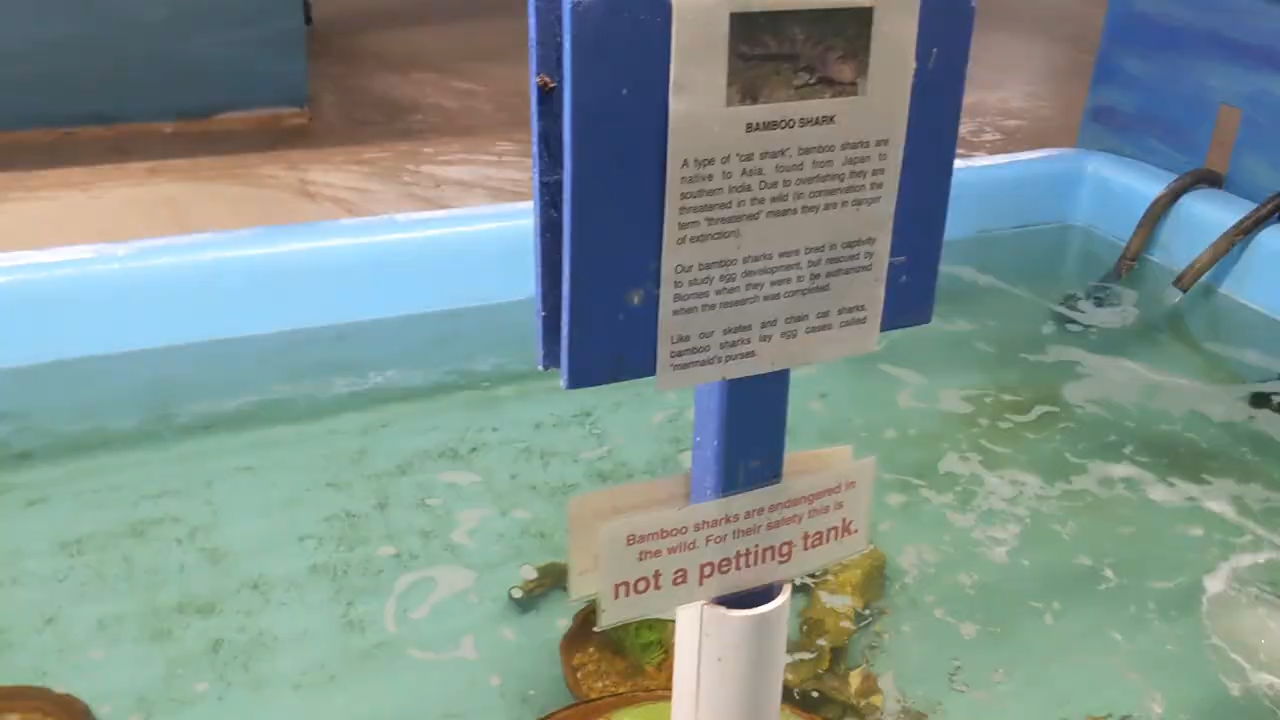 BAMBOO SHARK
A type of "cat shark", bamboo sharks are
native to Asia, found from Japan to
southern India. Due to overfishing they are
threatened in the wild (in conservation the
term "threatened" means they are in danger
of extinction).
Our bamboo sharks were bred in captivity
to study egg development, but rescued by
Biomes when they were to be euthanized
when the research was completed.
Like our skates and chain cat sharks,
bamboo sharks lay egg cases called
"mermaid's purses.
Bamboo sharks are endangered in
the wild. For their safety this is
not a petting tank.